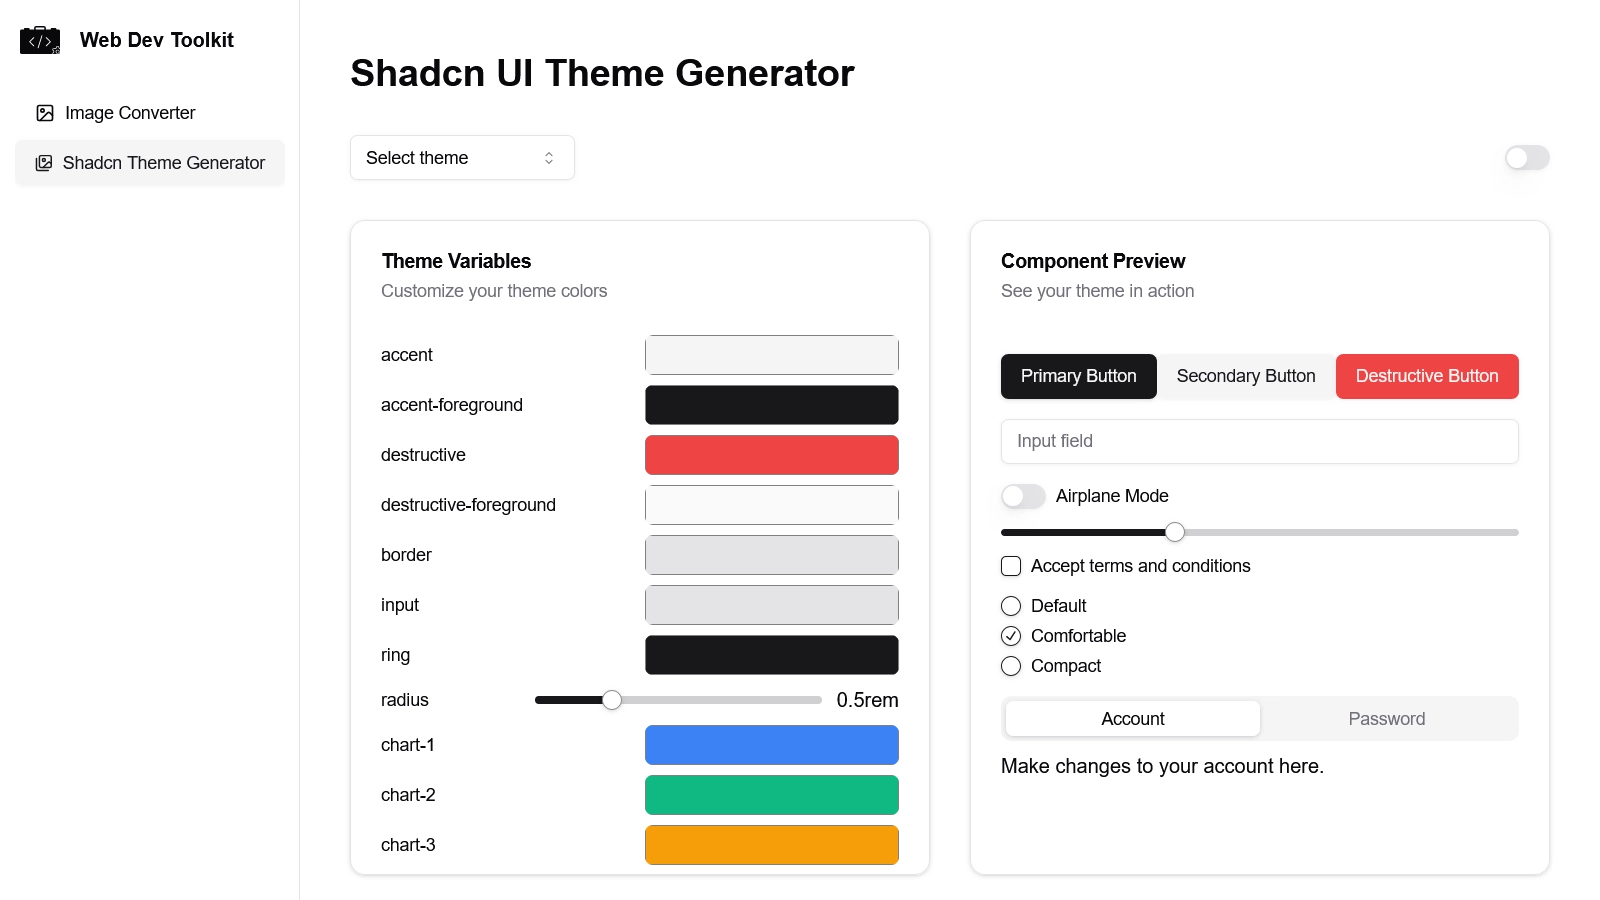 Web Dev Toolkit
Image Converter
Shadcn Theme Generator
Shadcn UI Theme Generator
Select theme
Theme Variables
Customize your theme colors
accent
accent-foreground
destructive
destructive-foreground
border
input
ring
radius 0.5rem
chart-1
chart-2
chart-3
Component Preview
See your theme in action
Primary Button Secondary Button Destructive Button
Input field
Airplane Mode
Accept terms and conditions
Default
Comfortable
Compact
Account Password
Make changes to your account here.